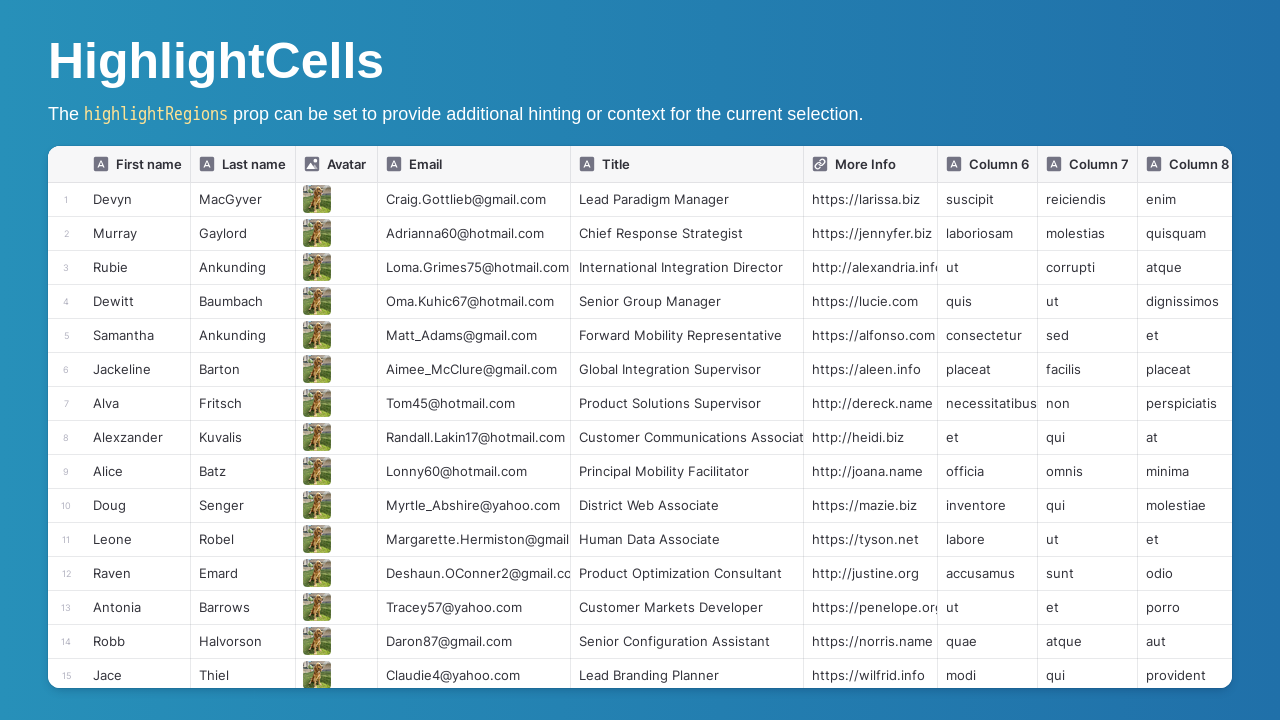 HighlightCells
The highlightRegions prop can be set to provide additional hinting or context for the current selection.
First name Last name Avatar Email Title More Info Column 6 Column 7 Column 8
1 Devyn MacGyver Craig.Gottlieb@gmail.com Lead Paradigm Manager https://larissa.biz suscipit reiciendis enim
2 Murray Gaylord Adrianna60@hotmail.com Chief Response Strategist https://jennyfer.biz laboriosam molestias quisquam
3 Rubie Ankunding Loma.Grimes75@hotmail.com International Integration Director http://alexandria.info ut corrupti atque
4 Dewitt Baumbach Oma.Kuhic67@hotmail.com Senior Group Manager https://lucie.com quis ut dignissimos
5 Samantha Ankunding Matt_Adams@gmail.com Forward Mobility Representative https://alfonso.com consectetur sed et
6 Jackeline Barton Aimee_McClure@gmail.com Global Integration Supervisor https://aleen.info placeat facilis placeat
7 Alva Fritsch Tom45@hotmail.com Product Solutions Supervisor http://dereck.name necessitatibus non perspiciatis
8 Alexzander Kuvalis Randall.Lakin17@hotmail.com Customer Communications Associat http://heidi.biz et qui at
9 Alice Batz Lonny60@hotmail.com Principal Mobility Facilitator http://joana.name officia omnis minima
10 Doug Senger Myrtle_Abshire@yahoo.com District Web Associate https://mazie.biz inventore qui molestiae
11 Leone Robel Margarette.Hermiston@gmail Human Data Associate https://tyson.net labore ut et
12 Raven Emard Deshaun.OConner2@gmail.co Product Optimization Consultant http://justine.org accusamus sunt odio
13 Antonia Barrows Tracey57@yahoo.com Customer Markets Developer https://penelope.org ut et porro
14 Robb Halvorson Daron87@gmail.com Senior Configuration Assistant https://norris.name quae atque aut
15 Jace Thiel Claudie4@yahoo.com Lead Branding Planner https://wilfrid.info modi qui provident